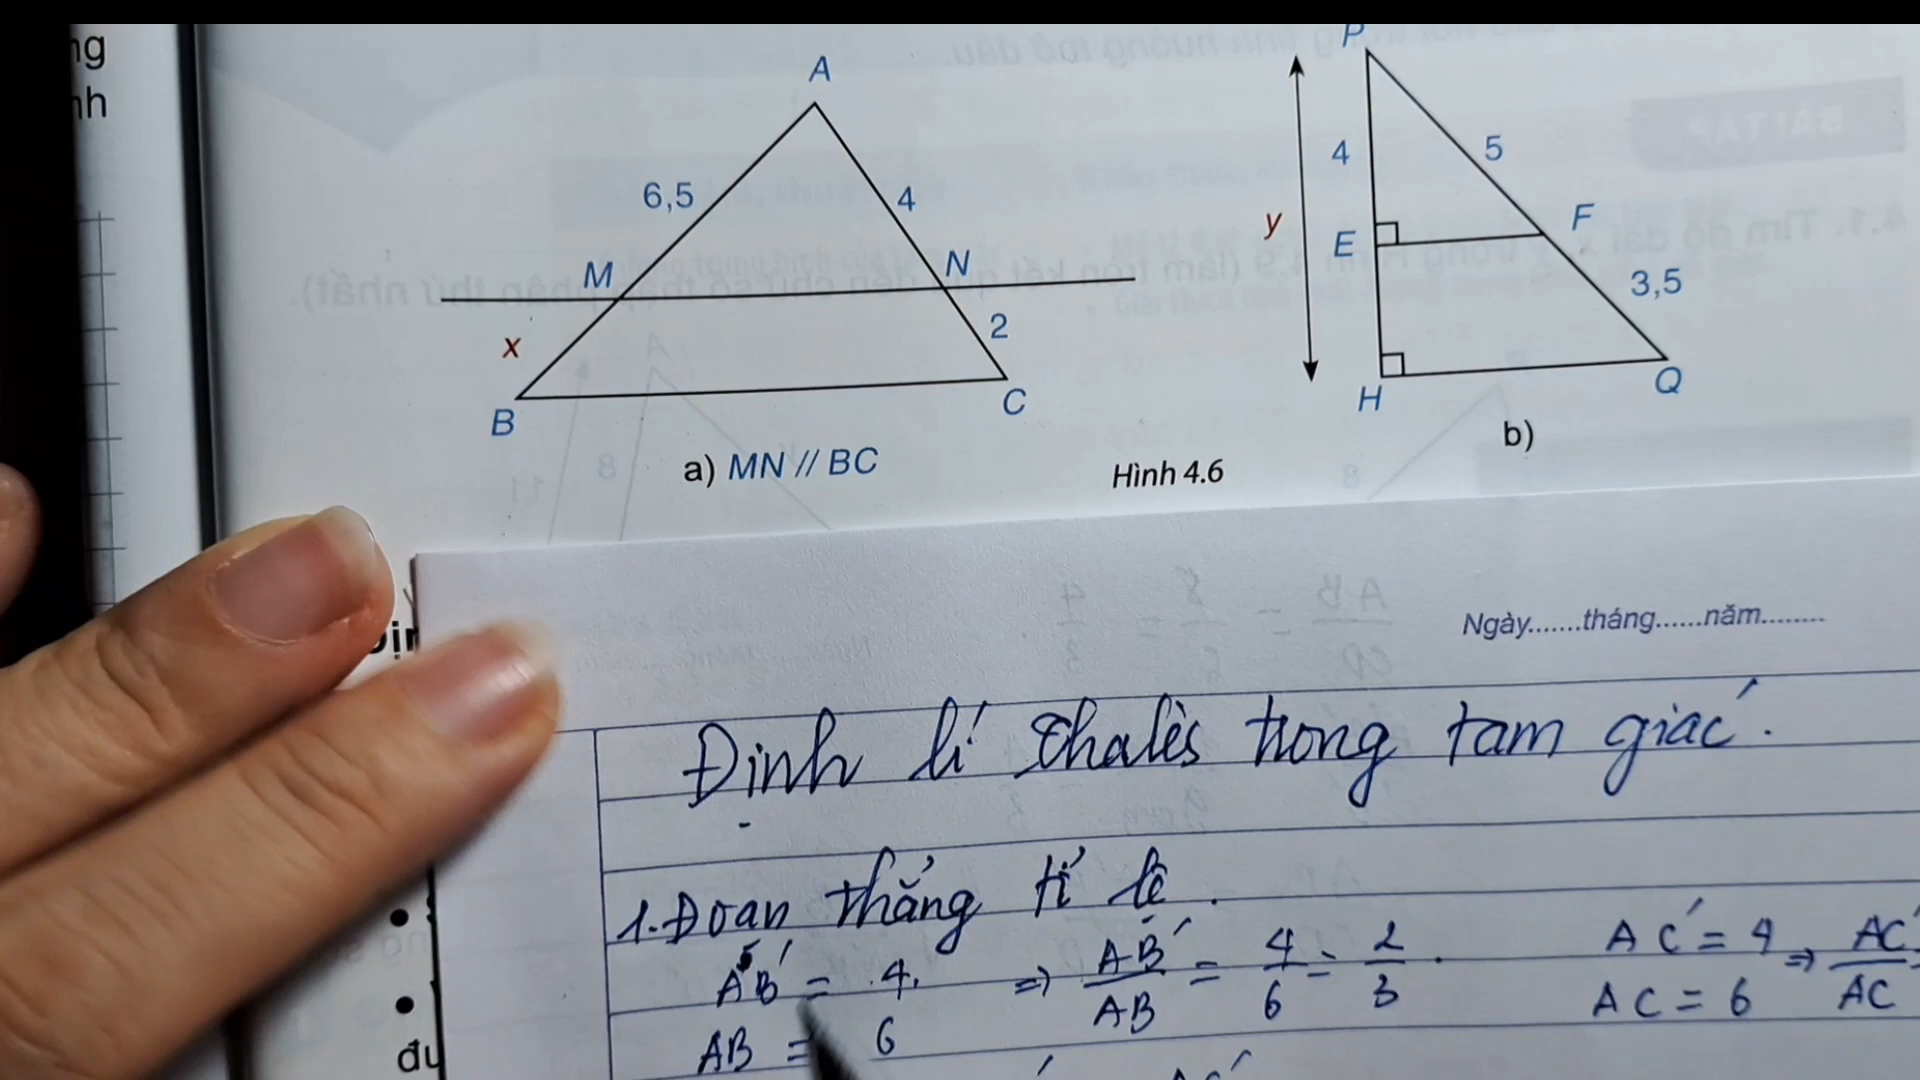 ng
nh
A
6,5
4
M
N
x
2
B
C
a) MN // BC
P
4
5
y
E
F
3,5
H
Q
b)
Hình 4.6
Ngày.......tháng......năm........
Định lí Thalès trong tam giác.
1. Đoạn thẳng tỉ lệ.
AB' = 4. => AB'/AB = 4/6 = 2/3. AC' = 4 => AC'/AC
AB = 6 AC = 6
đư